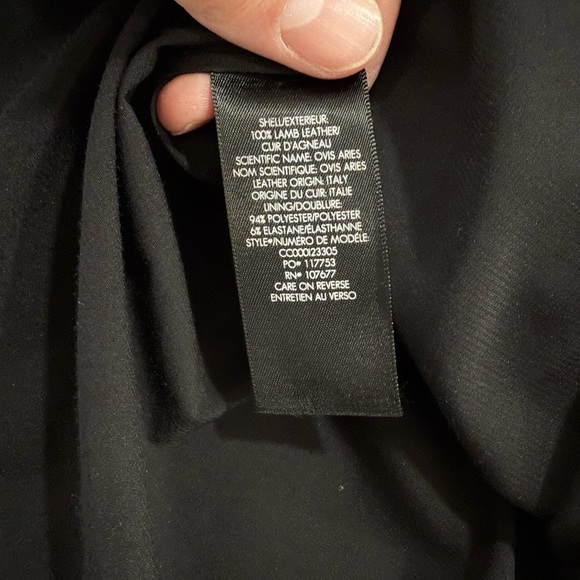 SHELL/EXTERIEUR:
100% LAMB LEATHER/
CUIR D'AGNEAU
SCIENTIFIC NAME: OVIS ARIES
NOM SCIENTIFIQUE: OVIS ARIES
LEATHER ORIGIN: ITALY
ORIGINE DU CUIR: ITALIE
LINING/DOUBLURE:
94% POLYESTER/POLYESTER
6% ELASTANE/ÉLASTHANNE
STYLE#/NUMÉRO DE MODÈLE:
CC000I23305
PO# 117753
RN# 107677
CARE ON REVERSE
ENTRETIEN AU VERSO